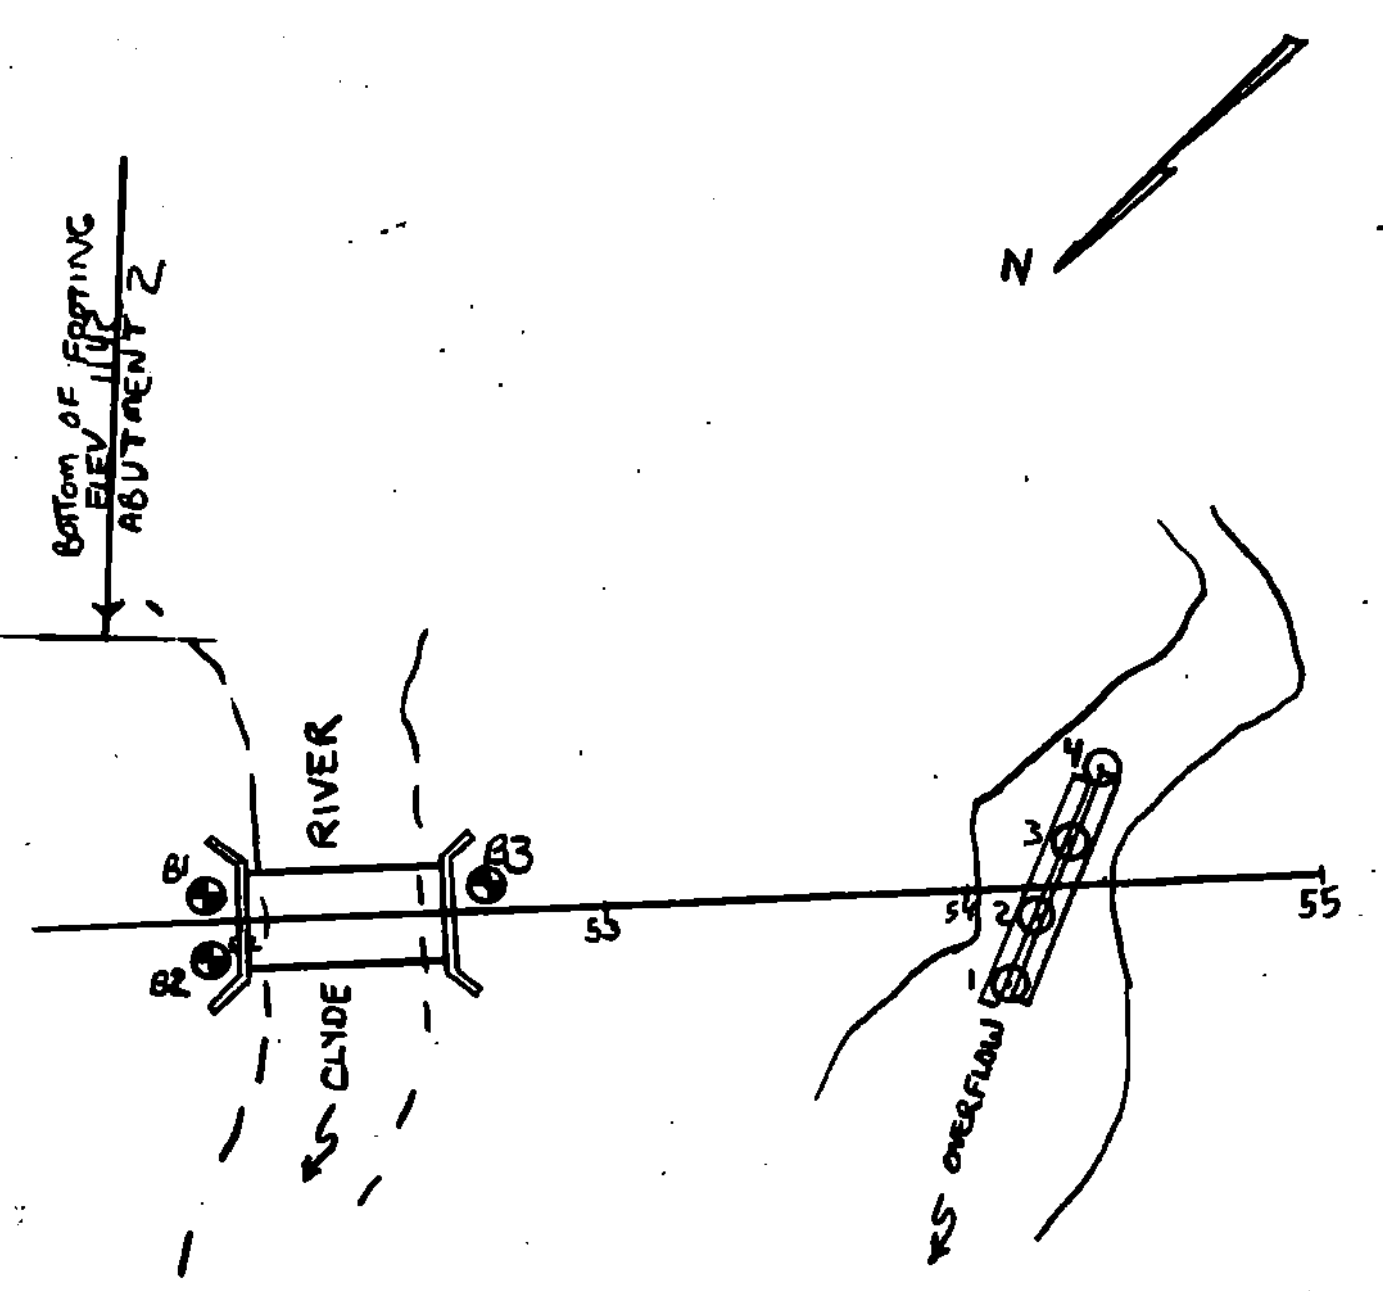 N
BOTTOM OF FOOTING
ELEV
ABUTMENT 2
RIVER
CLYDE
B1
B2
B3
53
54
55
4
3
2
1
OVERFLOW